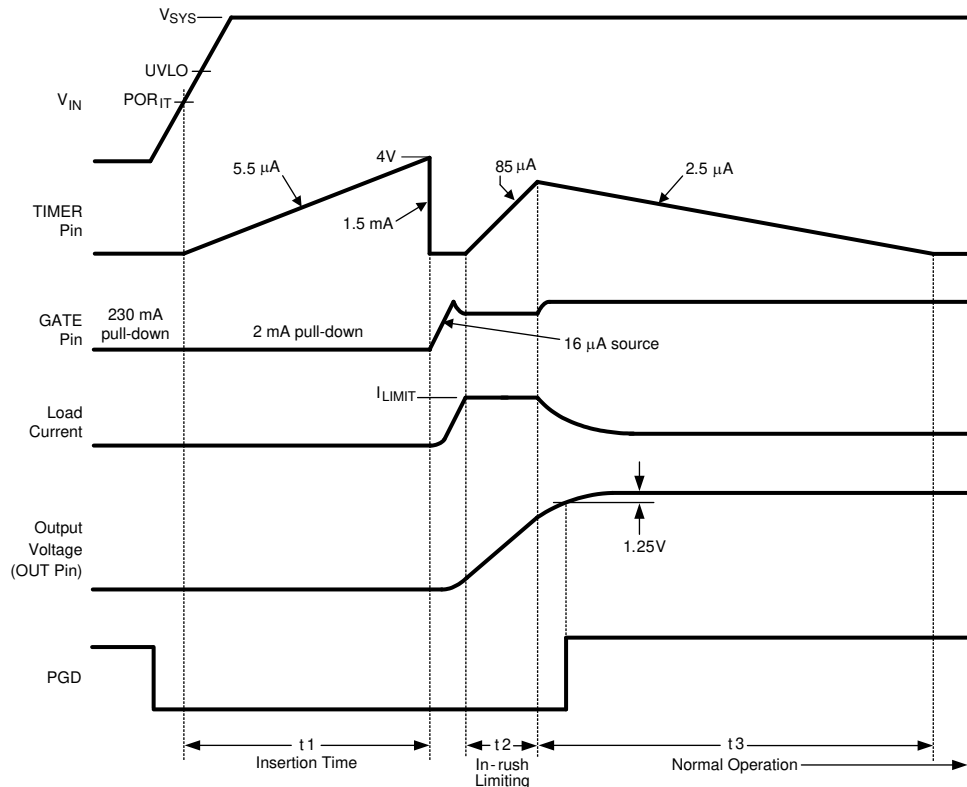 VSYS
UVLO
PORIT
VIN
4V
5.5 μA
85 μA
2.5 μA
1.5 mA
TIMER
Pin
GATE
Pin
230 mA
pull-down
2 mA pull-down
16 μA source
ILIMIT
Load
Current
Output
Voltage
(OUT Pin)
1.25V
PGD
t1
Insertion Time
t2
In-rush
Limiting
t3
Normal Operation